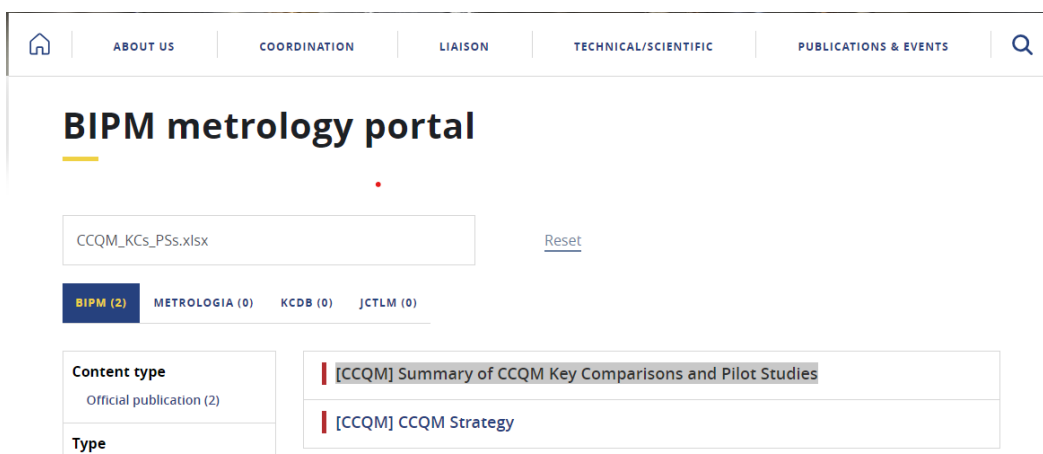 ABOUT US COORDINATION LIAISON TECHNICAL/SCIENTIFIC PUBLICATIONS & EVENTS
BIPM metrology portal
CCQM_KCs_PSs.xlsx Reset
BIPM (2) METROLOGIA (0) KCDB (0) JCTLM (0)
Content type
Official publication (2)
Type
[CCQM] Summary of CCQM Key Comparisons and Pilot Studies
[CCQM] CCQM Strategy